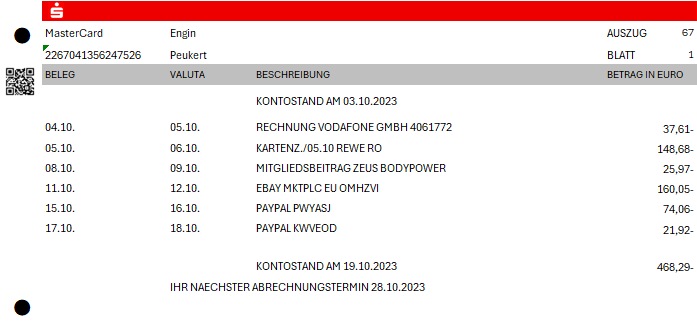 MasterCard Engin AUSZUG 67
2267041356247526 Peukert BLATT 1
BELEG VALUTA BESCHREIBUNG BETRAG IN EURO
KONTOSTAND AM 03.10.2023
04.10. 05.10. RECHNUNG VODAFONE GMBH 4061772 37,61-
05.10. 06.10. KARTENZ./05.10 REWE RO 148,68-
08.10. 09.10. MITGLIEDSBEITRAG ZEUS BODYPOWER 25,97-
11.10. 12.10. EBAY MKTPLC EU OMHZVI 160,05-
15.10. 16.10. PAYPAL PWYASJ 74,06-
17.10. 18.10. PAYPAL KWVEOD 21,92-
KONTOSTAND AM 19.10.2023 468,29-
IHR NAECHSTER ABRECHNUNGSTERMIN 28.10.2023